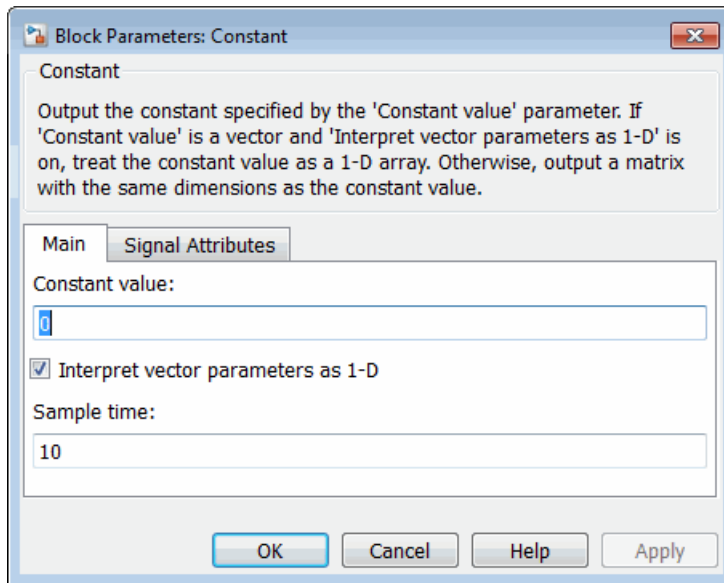 Block Parameters: Constant
Constant
Output the constant specified by the 'Constant value' parameter. If
'Constant value' is a vector and 'Interpret vector parameters as 1-D' is
on, treat the constant value as a 1-D array. Otherwise, output a matrix
with the same dimensions as the constant value.
Main Signal Attributes
Constant value:
0
Interpret vector parameters as 1-D
Sample time:
10
OK Cancel Help Apply